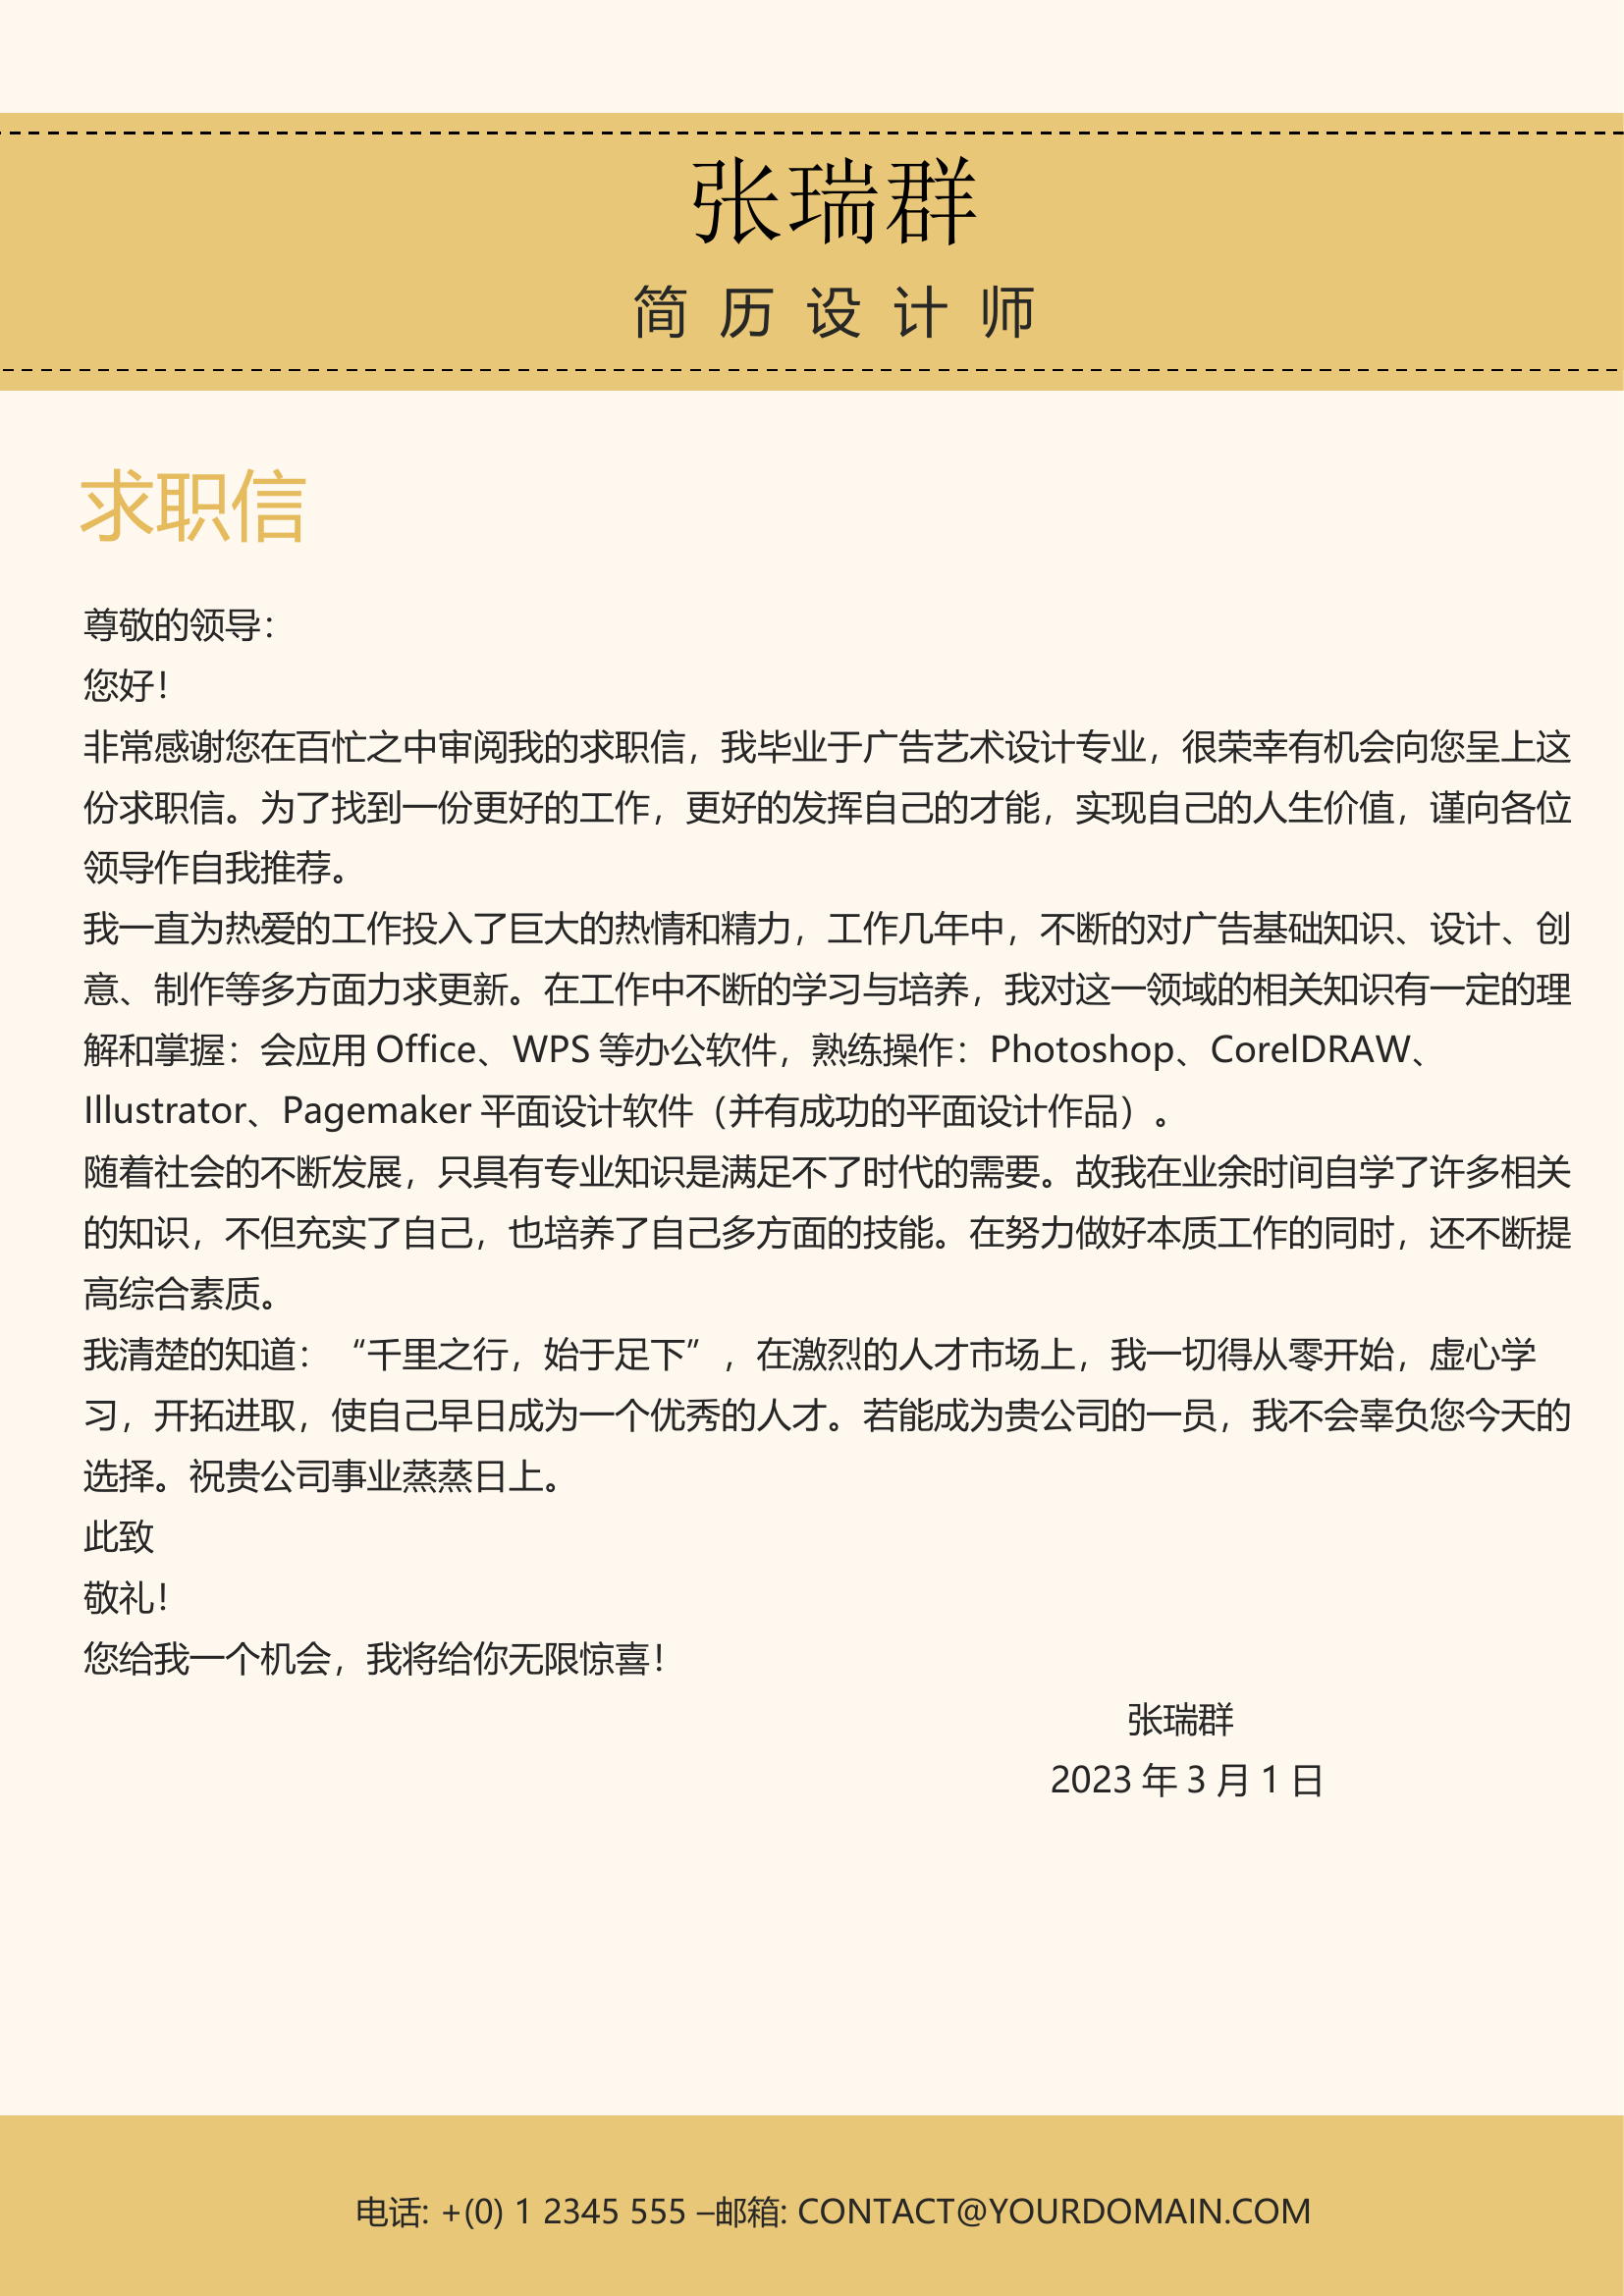 张瑞群
简历设计师
求职信
尊敬的领导：
您好！
非常感谢您在百忙之中审阅我的求职信，我毕业于广告艺术设计专业，很荣幸有机会向您呈上这
份求职信。为了找到一份更好的工作，更好的发挥自己的才能，实现自己的人生价值，谨向各位
领导作自我推荐。
我一直为热爱的工作投入了巨大的热情和精力，工作几年中，不断的对广告基础知识、设计、创
意、制作等多方面力求更新。在工作中不断的学习与培养，我对这一领域的相关知识有一定的理
解和掌握：会应用 Office、WPS 等办公软件，熟练操作：Photoshop、CorelDRAW、
Illustrator、Pagemaker 平面设计软件（并有成功的平面设计作品）。
随着社会的不断发展，只具有专业知识是满足不了时代的需要。故我在业余时间自学了许多相关
的知识，不但充实了自己，也培养了自己多方面的技能。在努力做好本质工作的同时，还不断提
高综合素质。
我清楚的知道：“千里之行，始于足下”，在激烈的人才市场上，我一切得从零开始，虚心学
习，开拓进取，使自己早日成为一个优秀的人才。若能成为贵公司的一员，我不会辜负您今天的
选择。祝贵公司事业蒸蒸日上。
此致
敬礼！
您给我一个机会，我将给你无限惊喜！
张瑞群
2023 年 3 月 1 日
电话: +(0) 1 2345 555 –邮箱: CONTACT@YOURDOMAIN.COM